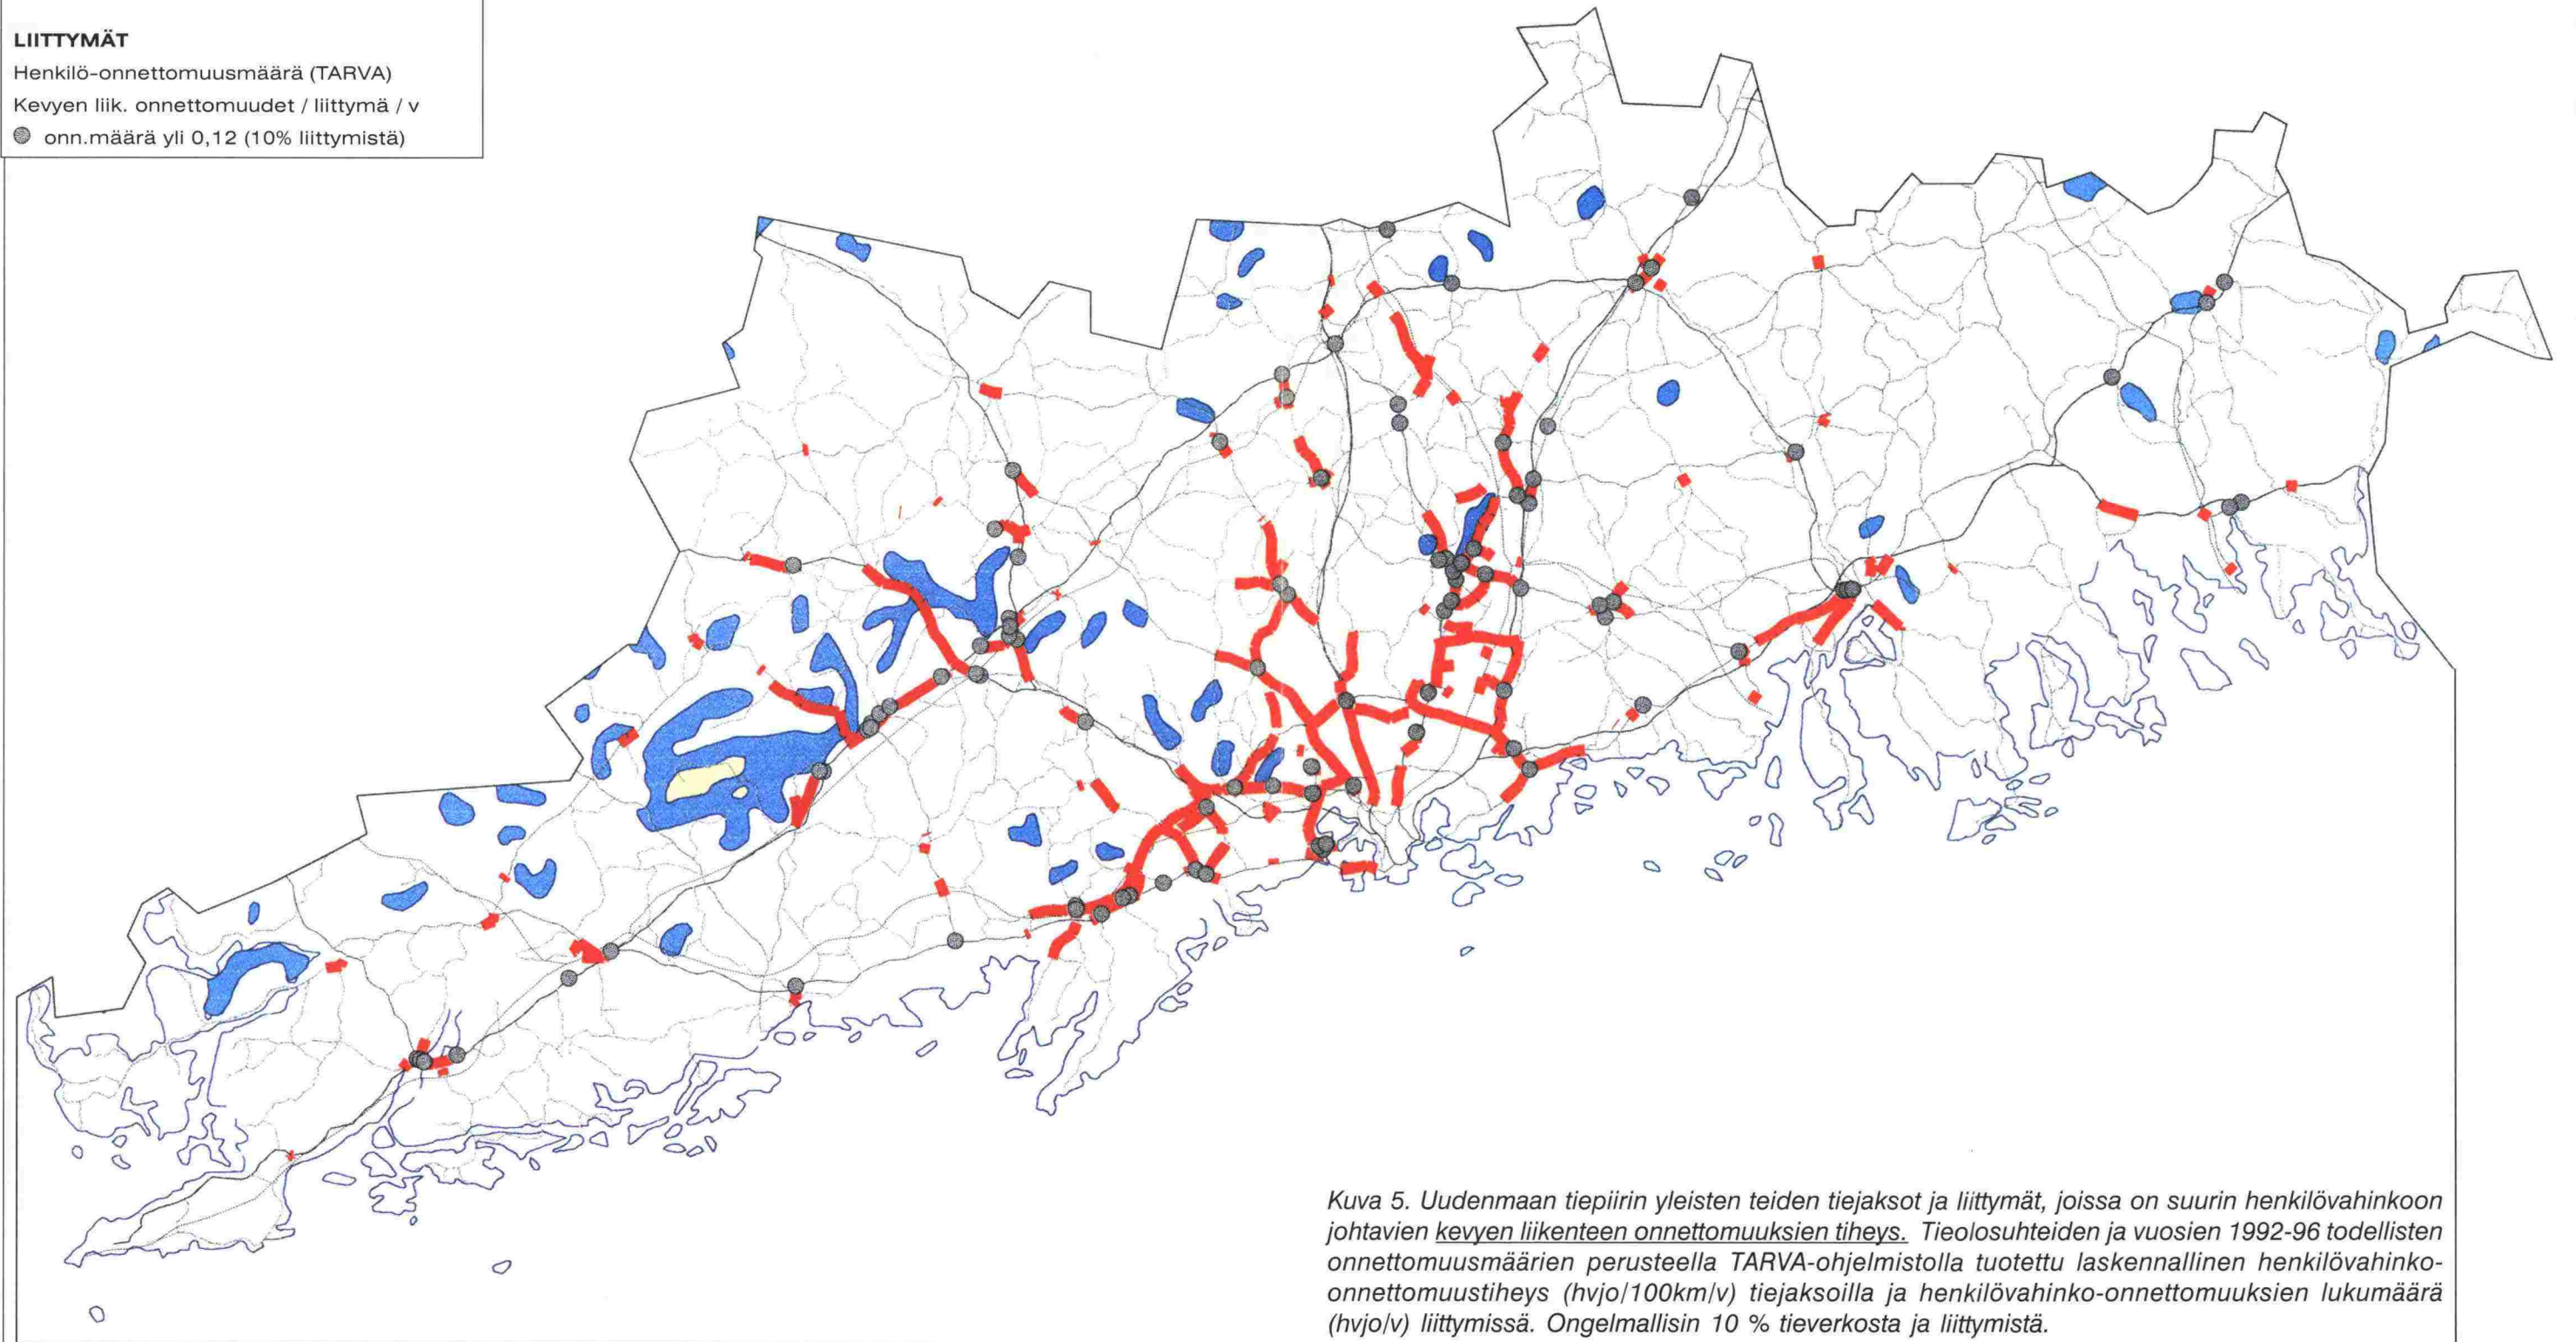 LIITTYMÄT
Henkilö-onnettomuusmäärä (TARVA)
Kevyen liik. onnettomuudet / liittymä / v
onn.määrä yli 0,12 (10% liittymistä)
Kuva 5. Uudenmaan tiepiirin yleisten teiden tiejaksot ja liittymät, joissa on suurin henkilövahinkoon
johtavien kevyen liikenteen onnettomuuksien tiheys. Tieolosuhteiden ja vuosien 1992-96 todellisten
onnettomuusmäärien perusteella TARVA-ohjelmistolla tuotettu laskennallinen henkilövahinko-
onnettomuustiheys (hvjo/100km/v) tiejaksoilla ja henkilövahinko-onnettomuuksien lukumäärä
(hvjo/v) liittymissä. Ongelmallisin 10 % tieverkosta ja liittymistä.